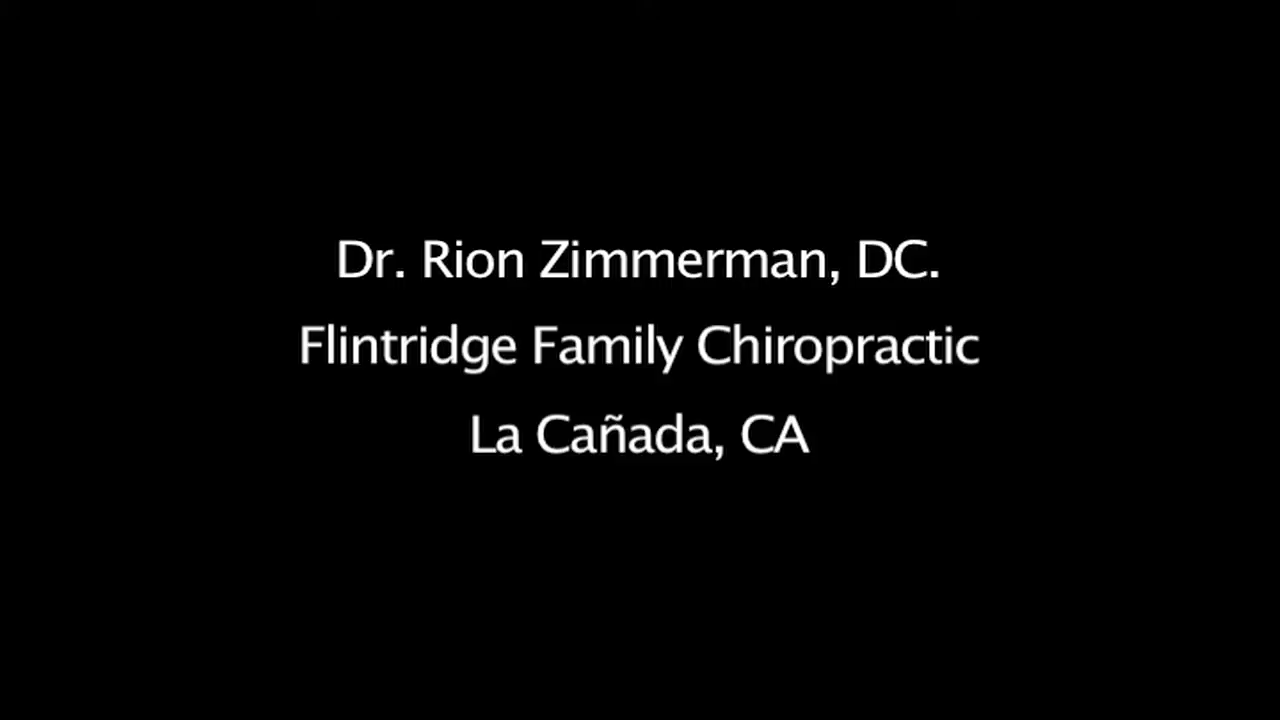 Dr. Rion Zimmerman, DC.
Flintridge Family Chiropractic
La Cañada, CA